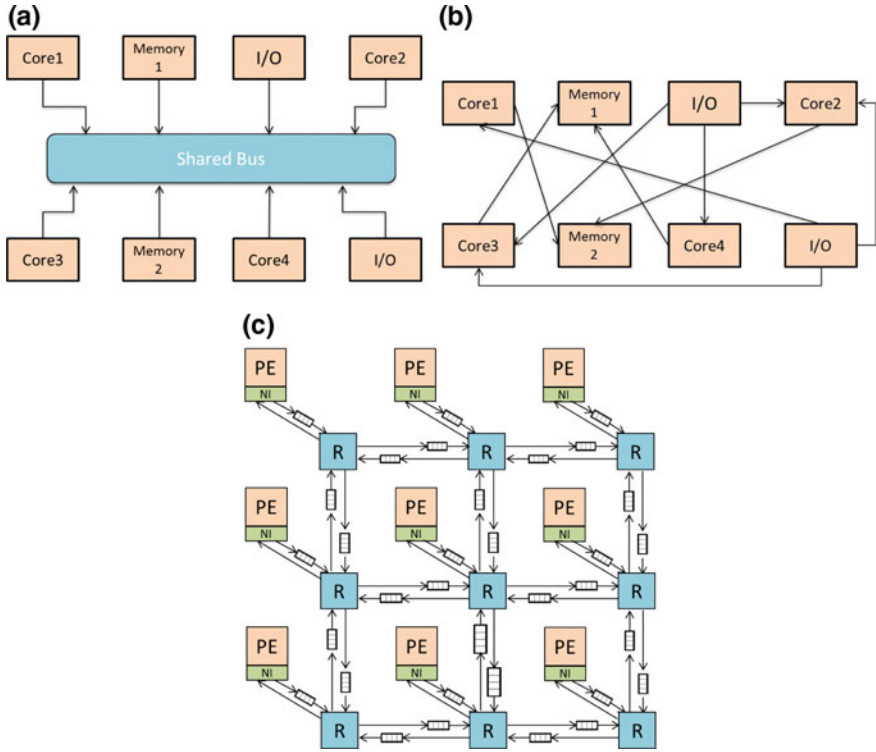 (a)
Core1
Memory
1
I/O
Core2
Shared Bus
Core3
Memory
2
Core4
I/O
(b)
Core1
Memory
1
I/O
Core2
Core3
Memory
2
Core4
I/O
(c)
PE
NI
PE
NI
PE
NI
R
R
R
PE
NI
PE
NI
PE
NI
R
R
R
PE
NI
PE
NI
PE
NI
R
R
R